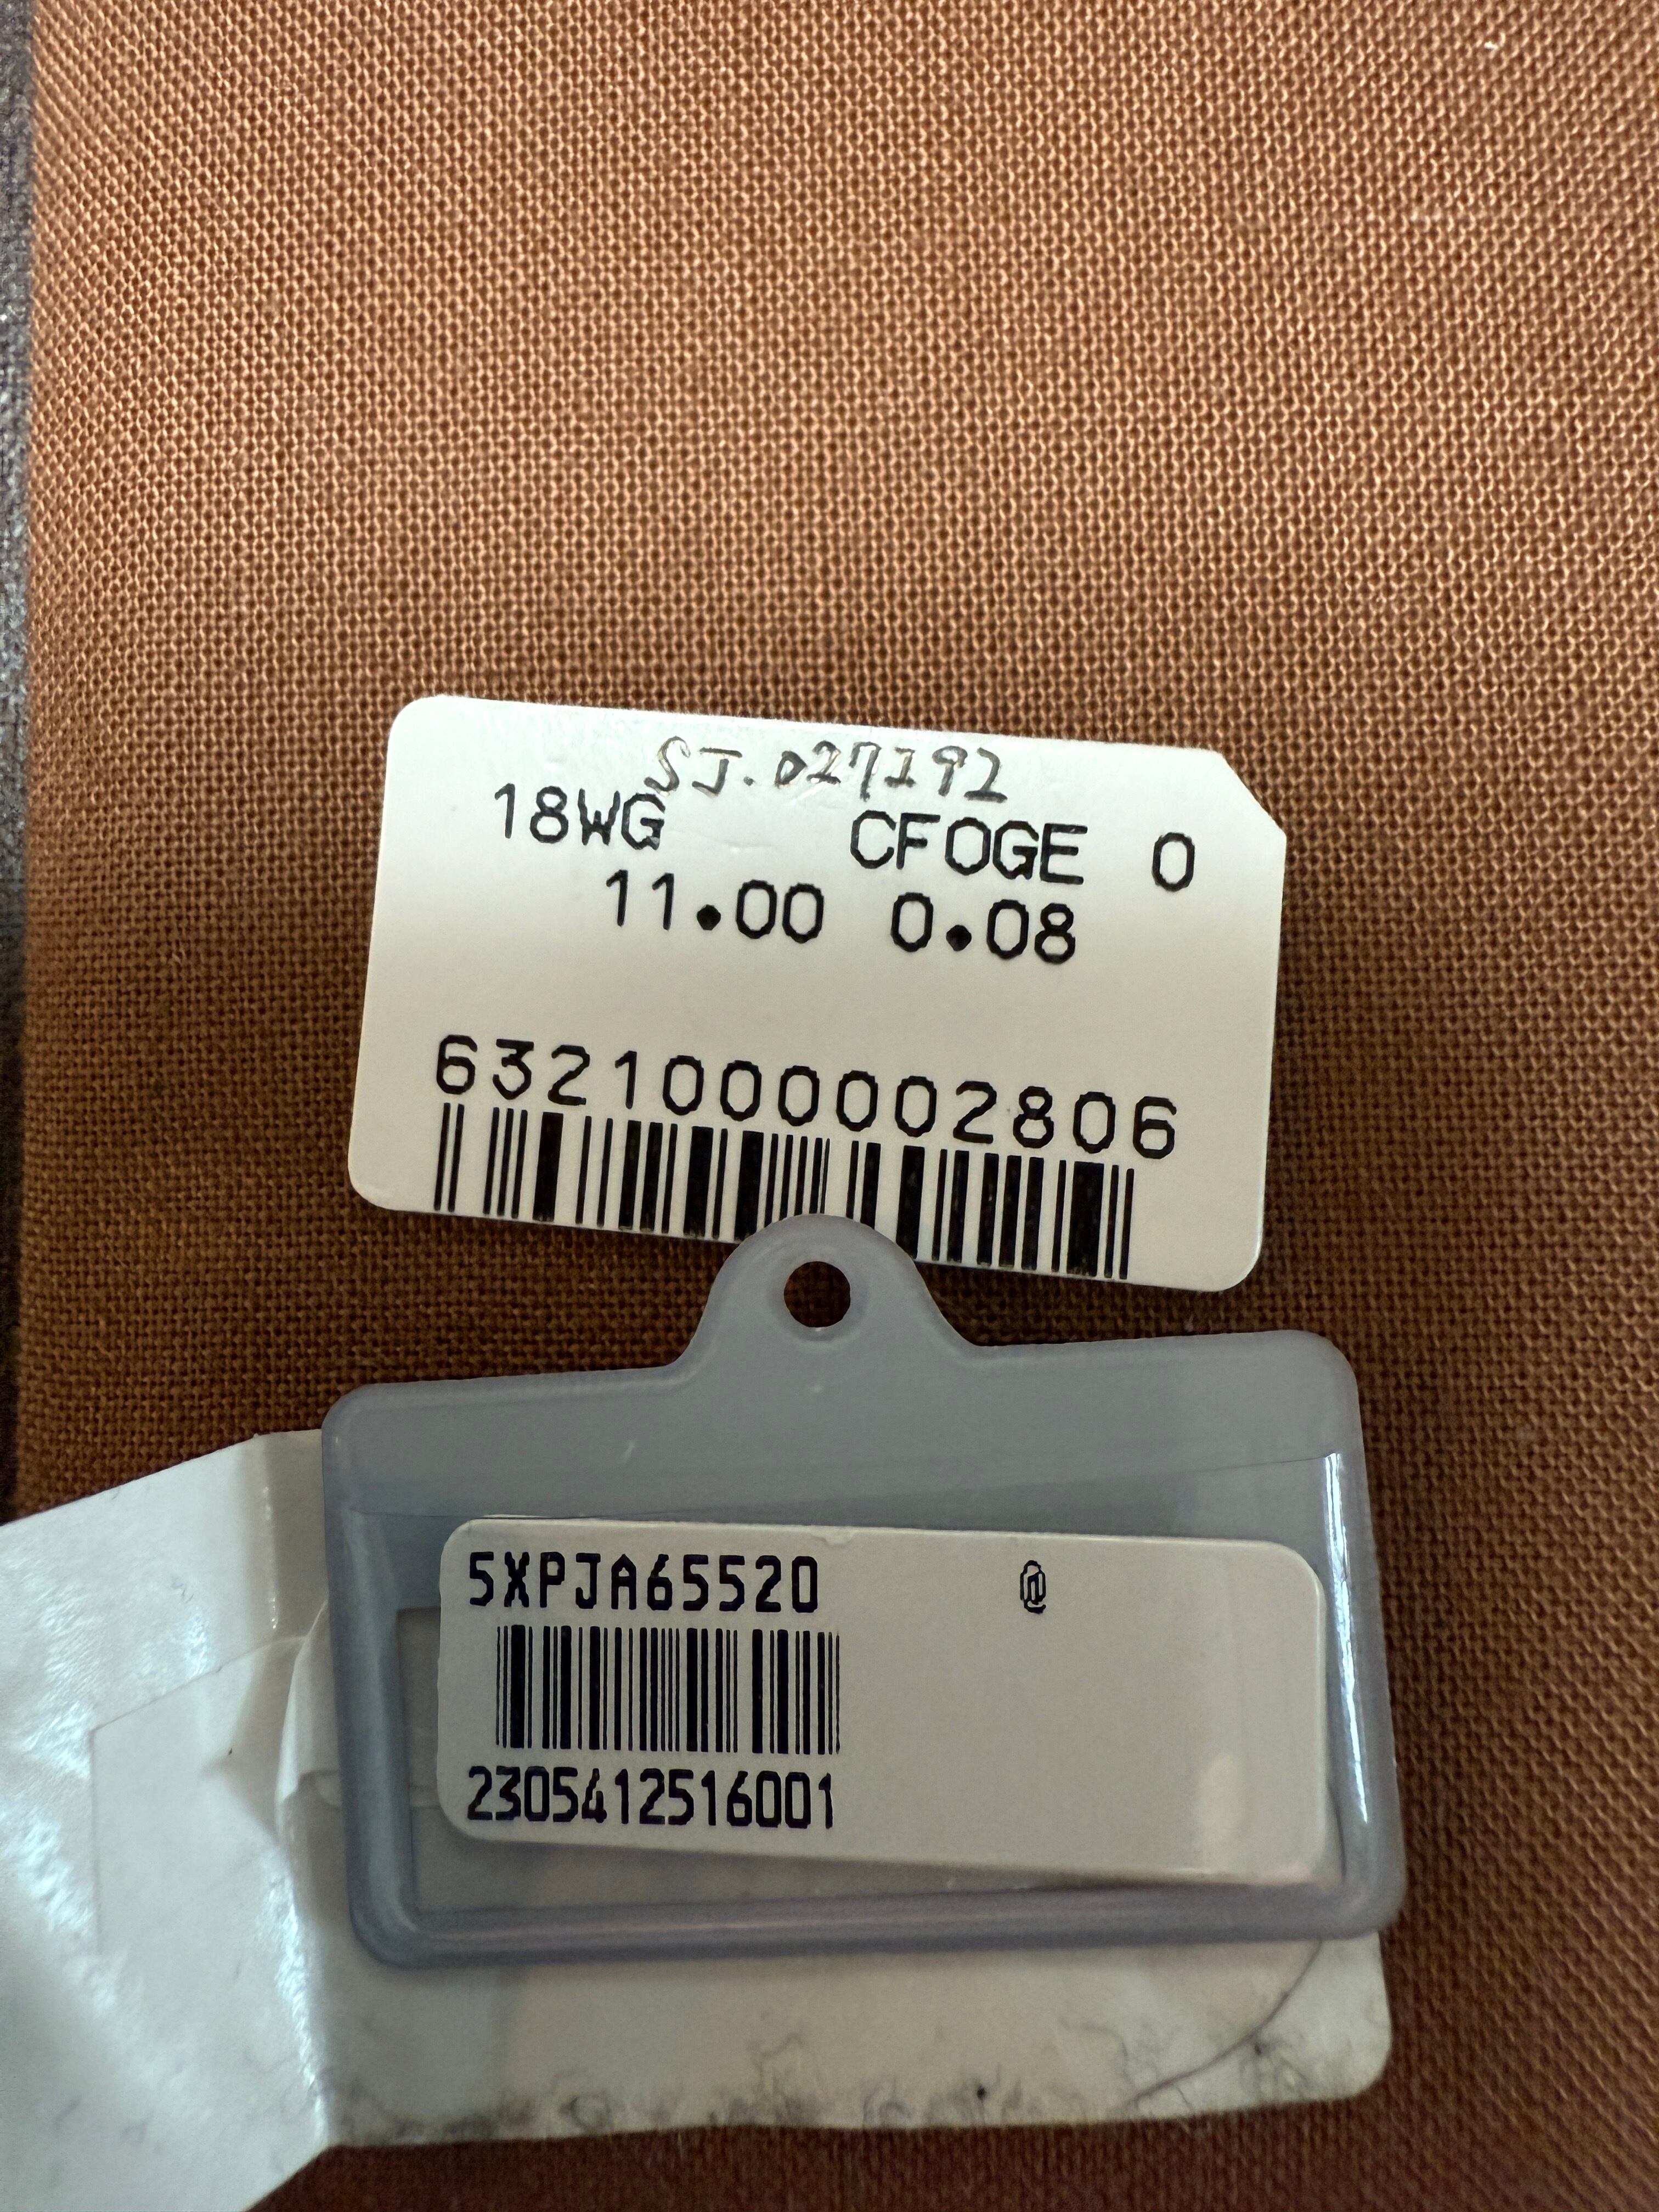 SJ.027192
18WG CFOGE 0
11.00 0.08
6321000002806
5XPJA65520 @
2305412516001